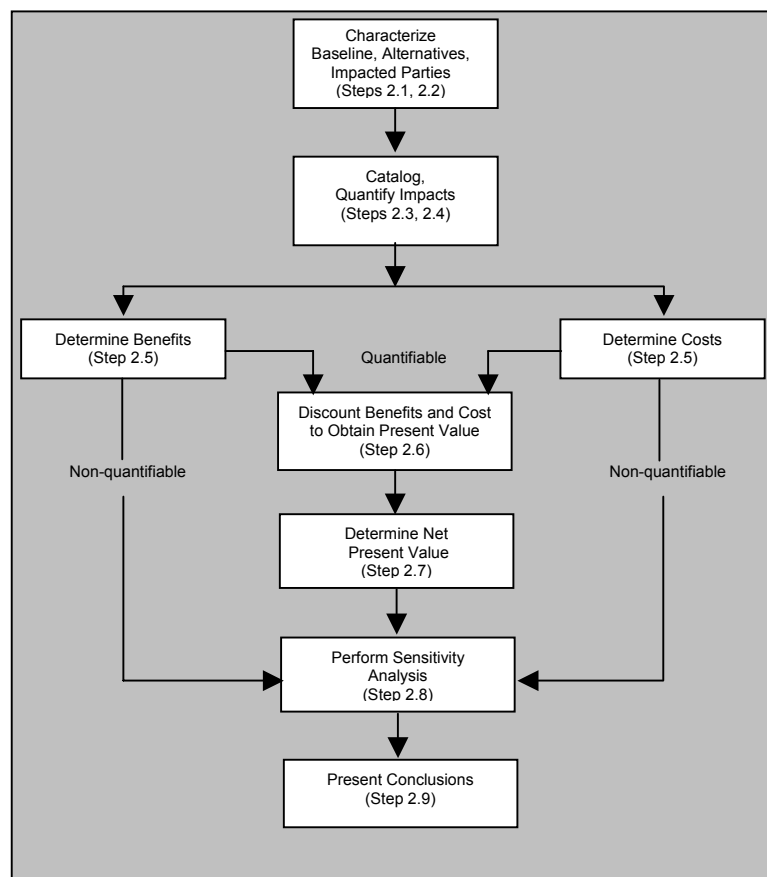 Characterize
Baseline, Alternatives,
Impacted Parties
(Steps 2.1, 2.2)
Catalog,
Quantify Impacts
(Steps 2.3, 2.4)
Determine Benefits
(Step 2.5)
Quantifiable
Determine Costs
(Step 2.5)
Discount Benefits and Cost
to Obtain Present Value
(Step 2.6)
Non-quantifiable
Non-quantifiable
Determine Net
Present Value
(Step 2.7)
Perform Sensitivity
Analysis
(Step 2.8)
Present Conclusions
(Step 2.9)